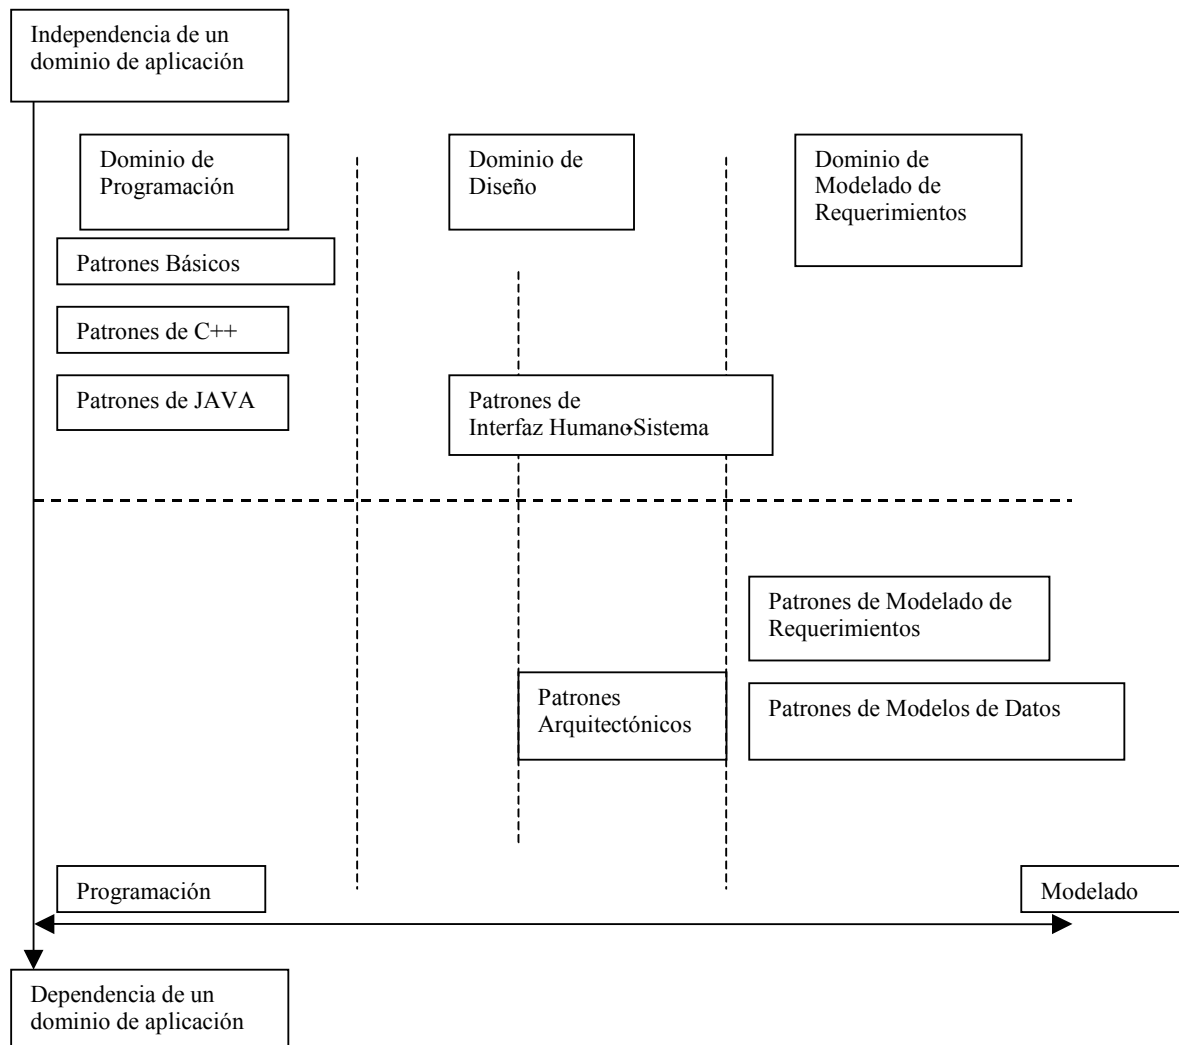 Independencia de un
dominio de aplicación
Dominio de
Programación
Dominio de
Diseño
Dominio de
Modelado de
Requerimientos
Patrones Básicos
Patrones de C++
Patrones de JAVA
Patrones de
Interfaz Humano-Sistema
Patrones de Modelado de
Requerimientos
Patrones
Arquitectónicos
Patrones de Modelos de Datos
Programación
Modelado
Dependencia de un
dominio de aplicación